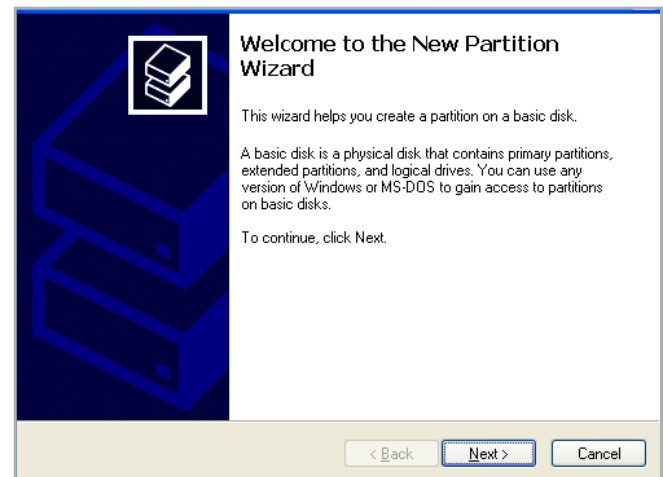 Welcome to the New Partition
Wizard
This wizard helps you create a partition on a basic disk.
A basic disk is a physical disk that contains primary partitions,
extended partitions, and logical drives. You can use any
version of Windows or MS-DOS to gain access to partitions
on basic disks.
To continue, click Next.
< Back Next > Cancel